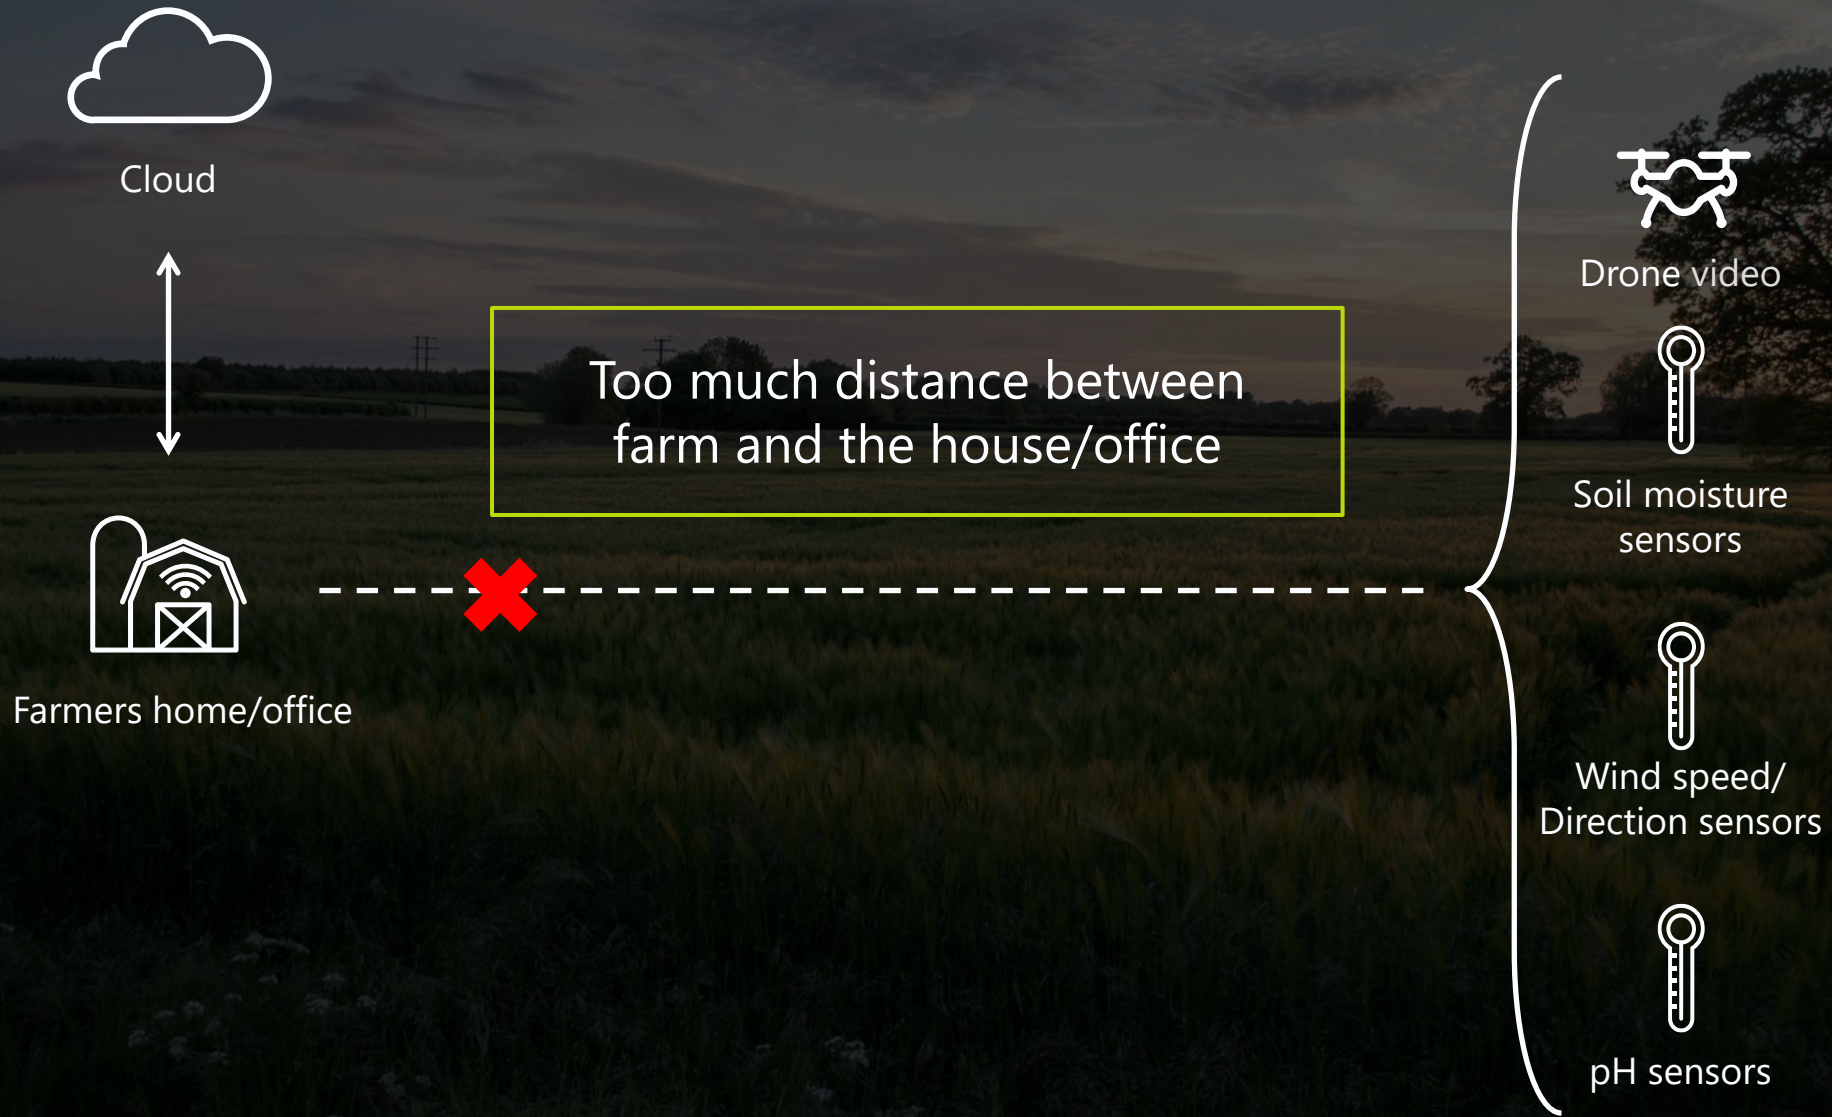 Cloud
Too much distance between
farm and the house/office
Farmers home/office
Drone video
Soil moisture
sensors
Wind speed/
Direction sensors
pH sensors